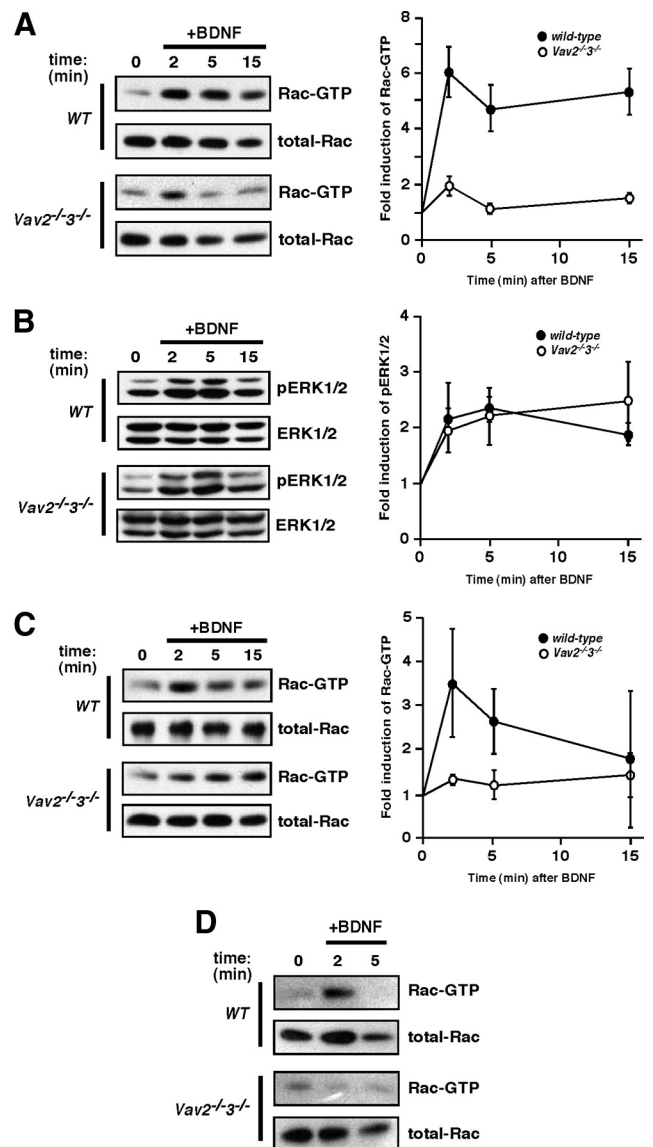 A
+BDNF
time: (min) 0 2 5 15
WT
Rac-GTP
total-Rac
Vav2-/-3-/-
Rac-GTP
total-Rac
Fold induction of Rac-GTP
8
6
4
2
0
wild-type
Vav2-/-3-/-
0 5 10 15
Time (min) after BDNF
B
+BDNF
time: (min) 0 2 5 15
WT
pERK1/2
ERK1/2
Vav2-/-3-/-
pERK1/2
ERK1/2
Fold induction of pERK1/2
4
3
2
1
0
wild-type
Vav2-/-3-/-
0 5 10 15
Time (min) after BDNF
C
+BDNF
time: (min) 0 2 5 15
WT
Rac-GTP
total-Rac
Vav2-/-3-/-
Rac-GTP
total-Rac
Fold induction of Rac-GTP
5
4
3
2
1
0
wild-type
Vav2-/-3-/-
0 5 10 15
Time (min) after BDNF
D
+BDNF
time: (min) 0 2 5
WT
Rac-GTP
total-Rac
Vav2-/-3-/-
Rac-GTP
total-Rac